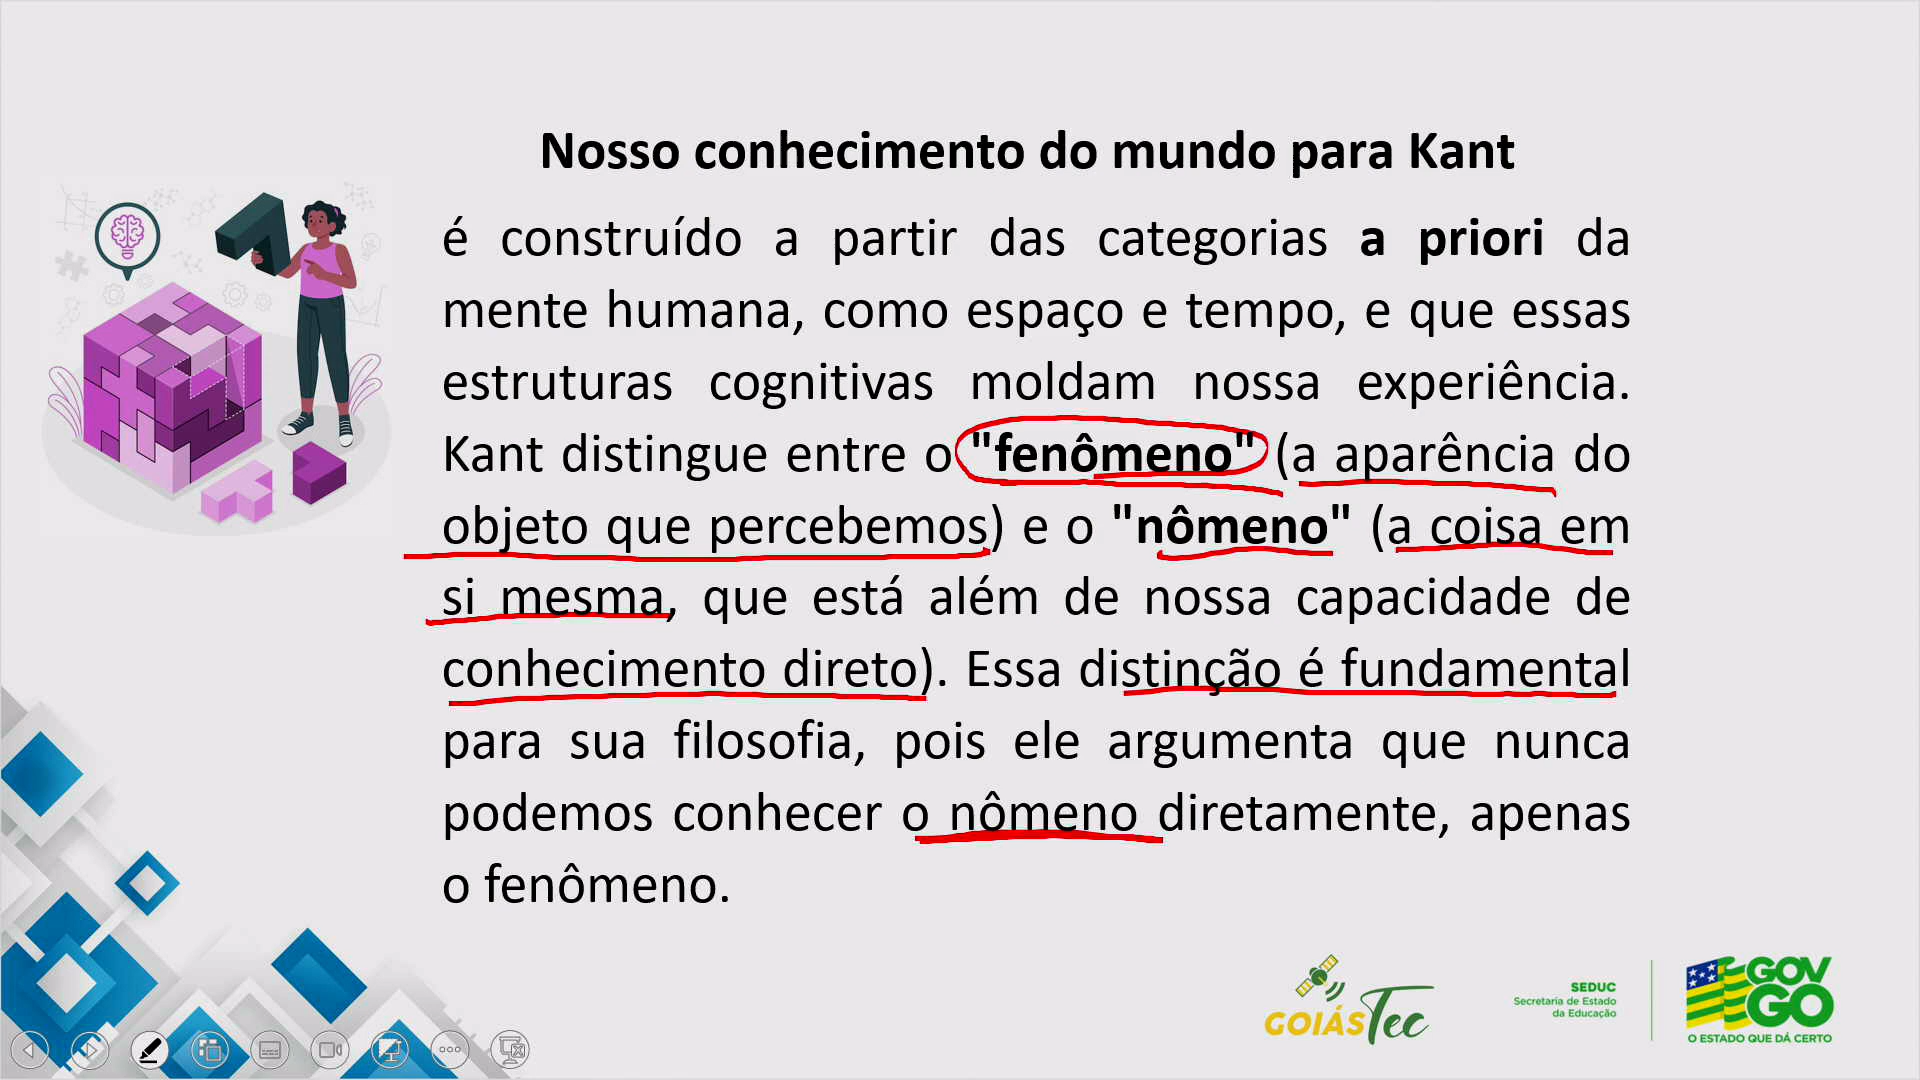 Nosso conhecimento do mundo para Kant
é construído a partir das categorias a priori da
mente humana, como espaço e tempo, e que essas
estruturas cognitivas moldam nossa experiência.
Kant distingue entre o "fenômeno" (a aparência do
objeto que percebemos) e o "nômeno" (a coisa em
si mesma, que está além de nossa capacidade de
conhecimento direto). Essa distinção é fundamental
para sua filosofia, pois ele argumenta que nunca
podemos conhecer o nômeno diretamente, apenas
o fenômeno.
GOIÁSTec
SEDUC
Secretaria de Estado
da Educação
GOV
GO
O ESTADO QUE DÁ CERTO